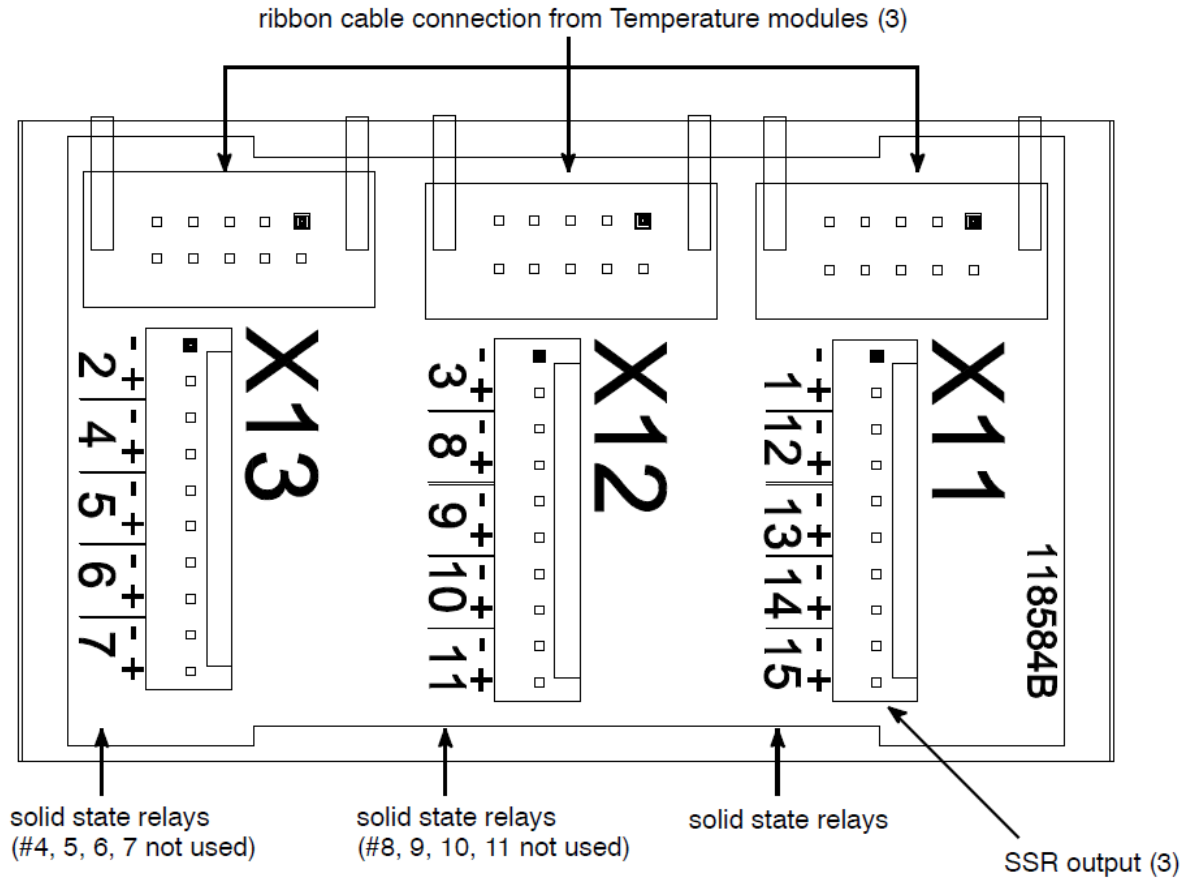 ribbon cable connection from Temperature modules (3)
X13
- 2 +
- 4 +
- 5 +
- 6 +
- 7 +
X12
- 3 +
- 8 +
- 9 +
- 10 +
- 11 +
X11
- 1 +
- 12 +
- 13 +
- 14 +
- 15 +
11584B
solid state relays
(#4, 5, 6, 7 not used)
solid state relays
(#8, 9, 10, 11 not used)
solid state relays
SSR output (3)